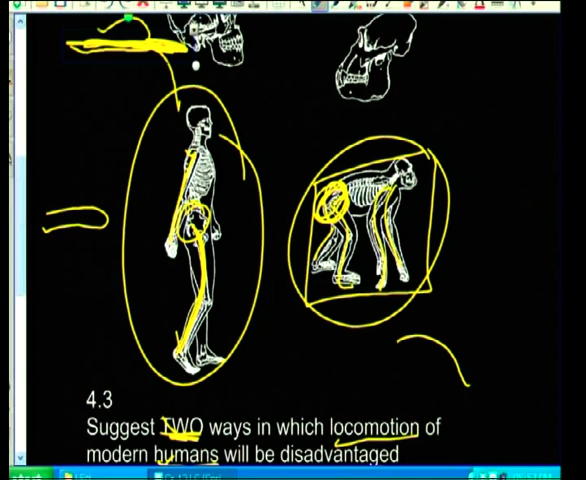 4.3
Suggest TWO ways in which locomotion of
modern humans will be disadvantaged